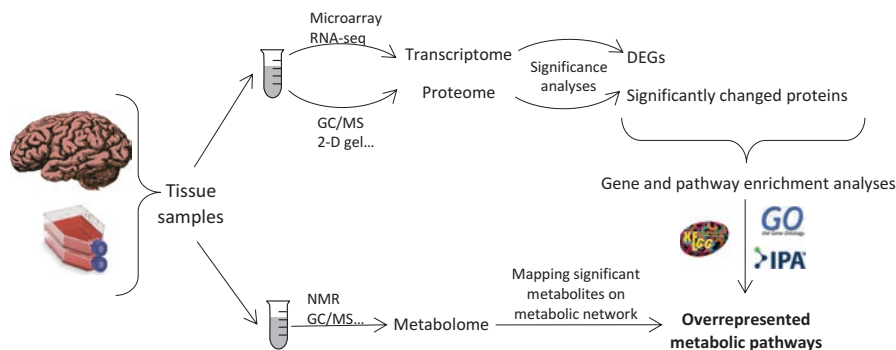 Microarray
RNA-seq
Transcriptome
Proteome
GC/MS
2-D gel...
Significance
analyses
DEGs
Significantly changed proteins
Tissue
samples
Gene and pathway enrichment analyses
KEGG
GO
the Gene Ontology
IPA
NMR
GC/MS...
Metabolome
Mapping significant
metabolites on
metabolic network
Overrepresented
metabolic pathways